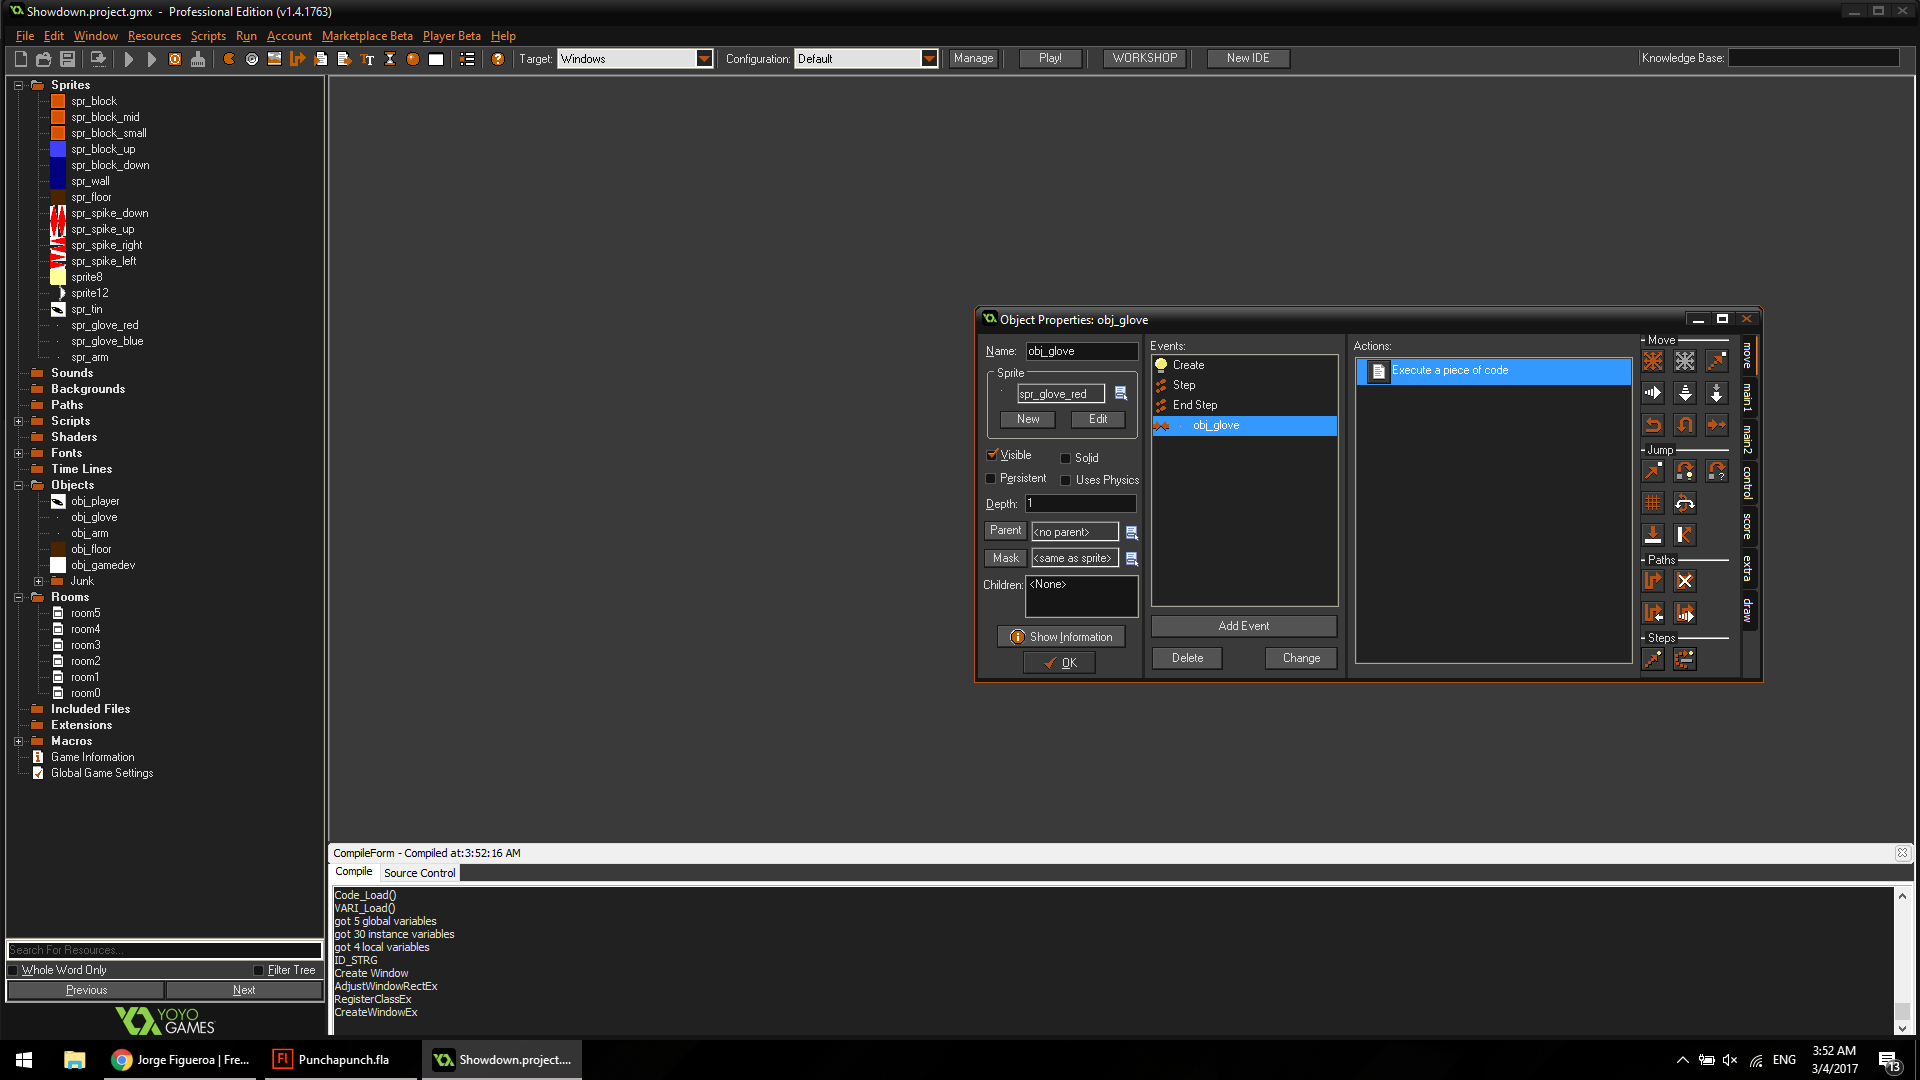 Showdown.project.gmx - Professional Edition (v1.4.1763)
File Edit Window Resources Scripts Run Account Marketplace Beta Player Beta Help
Target: Windows Configuration: Default Manage Play! WORKSHOP New IDE Knowledge Base:
Sprites
spr_block
spr_block_mid
spr_block_small
spr_block_up
spr_block_down
spr_wall
spr_floor
spr_spike_down
spr_spike_up
spr_spike_right
spr_spike_left
sprite8
sprite12
spr_tin
spr_glove_red
spr_glove_blue
spr_arm
Sounds
Backgrounds
Paths
Scripts
Shaders
Fonts
Time Lines
Objects
obj_player
obj_glove
obj_arm
obj_floor
obj_gamedev
Junk
Rooms
room5
room4
room3
room2
room1
room0
Included Files
Extensions
Macros
Game Information
Global Game Settings
Search For Resources...
Whole Word Only Filter Tree
Previous Next
YOYO
GAMES
Object Properties: obj_glove
Name: obj_glove
Sprite
spr_glove_red
New Edit
Visible Solid
Persistent Uses Physics
Depth: 1
Parent <no parent>
Mask <same as sprite>
Children: <None>
Show Information
OK
Events:
Create
Step
End Step
obj_glove
Add Event
Delete Change
Actions:
Execute a piece of code
Move
Jump
Paths
Steps
move
main1
main2
control
score
extra
draw
CompileForm - Compiled at:3:52:16 AM
Compile Source Control
Code_Load()
VARI_Load()
got 5 global variables
got 30 instance variables
got 4 local variables
ID_STRG
Create Window
AdjustWindowRectEx
RegisterClassEx
CreateWindowEx
Jorge Figueroa | Fre... Punchapunch.fla Showdown.project....
ENG
3:52 AM
3/4/2017
13